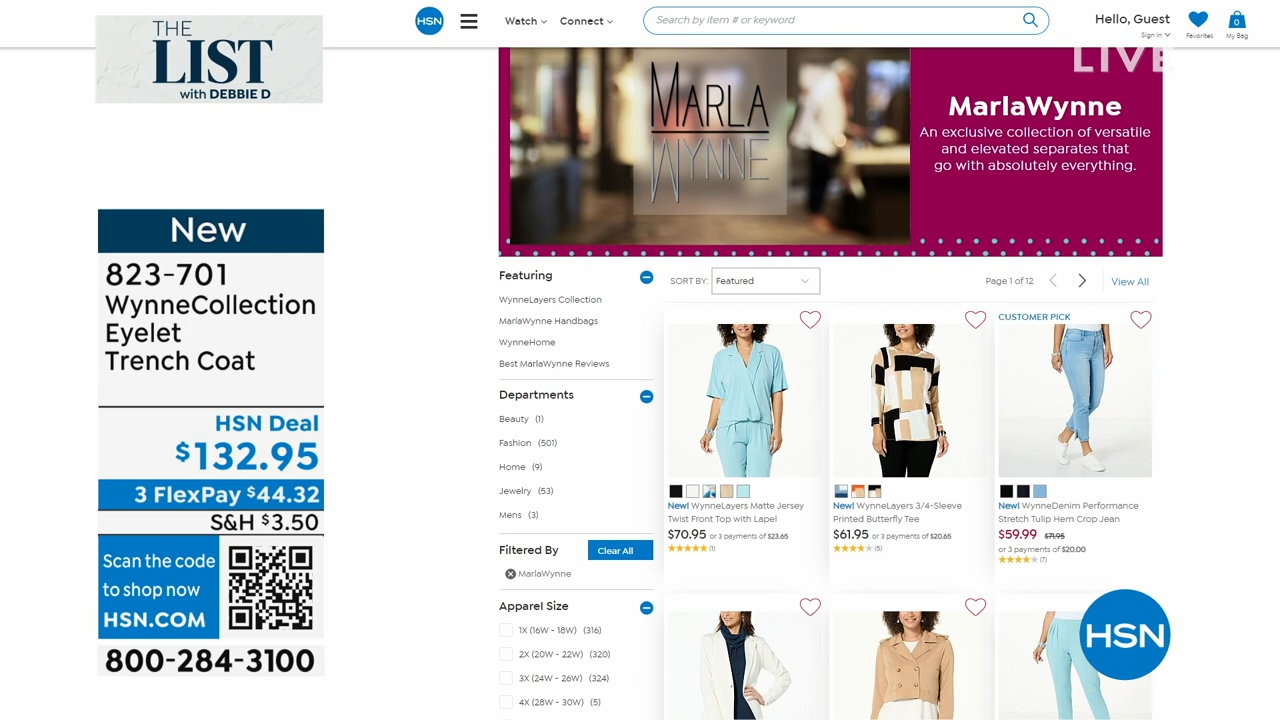 THE
LIST
with DEBBIE D
HSN
Watch
Connect
Search by item # or keyword
Hello, Guest
Sign In
Favorites
0
My Bag
LIVE
MARLA
WYNNE
MarlaWynne
An exclusive collection of versatile
and elevated separates that
go with absolutely everything.
New
823-701
WynneCollection
Eyelet
Trench Coat
HSN Deal
$132.95
3 FlexPay $44.32
S&H $3.50
Scan the code
to shop now
HSN.COM
800-284-3100
Featuring
WynneLayers Collection
MarlaWynne Handbags
WynneHome
Best MarlaWynne Reviews
Departments
Beauty (1)
Fashion (501)
Home (9)
Jewelry (53)
Mens (3)
Filtered By
Clear All
MarlaWynne
Apparel Size
1X (16W - 18W) (316)
2X (20W - 22W) (320)
3X (24W - 26W) (324)
4X (28W - 30W) (5)
SORT BY: Featured
Page 1 of 12
View All
New! WynneLayers Matte Jersey
Twist Front Top with Lapel
$70.95 or 3 payments of $23.65
(1)
New! WynneLayers 3/4-Sleeve
Printed Butterfly Tee
$61.95 or 3 payments of $20.65
(5)
CUSTOMER PICK
New! WynneDenim Performance
Stretch Tulip Hem Crop Jean
$59.99 $71.95
or 3 payments of $20.00
(7)
HSN